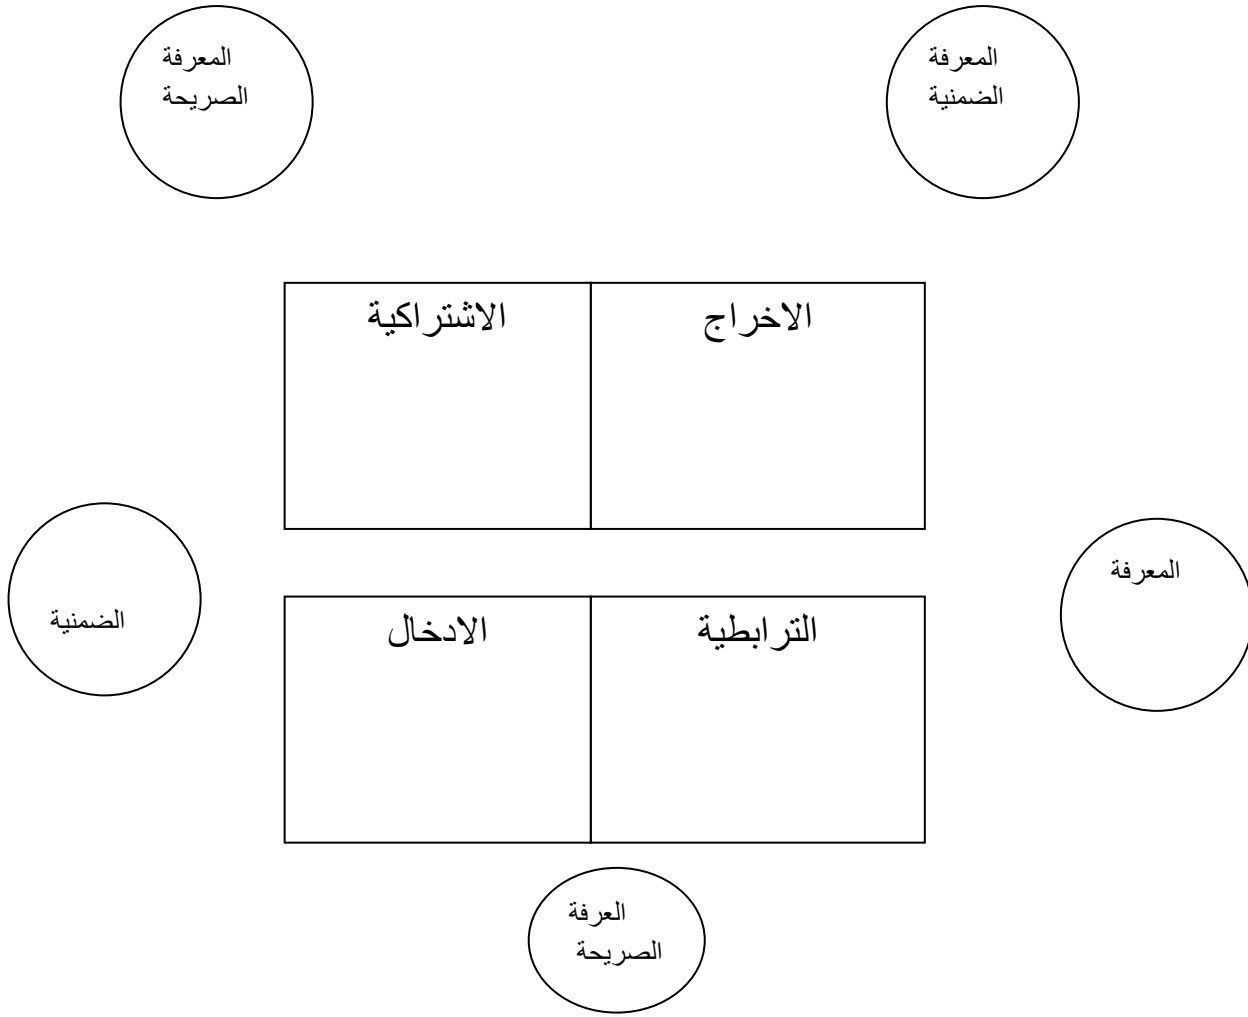 المعرفة
الضمنية
المعرفة
الصريحة
الاخراج
الاشتراكية
المعرفة
الضمنية
الترابطية
الادخال
العرفة
الصريحة